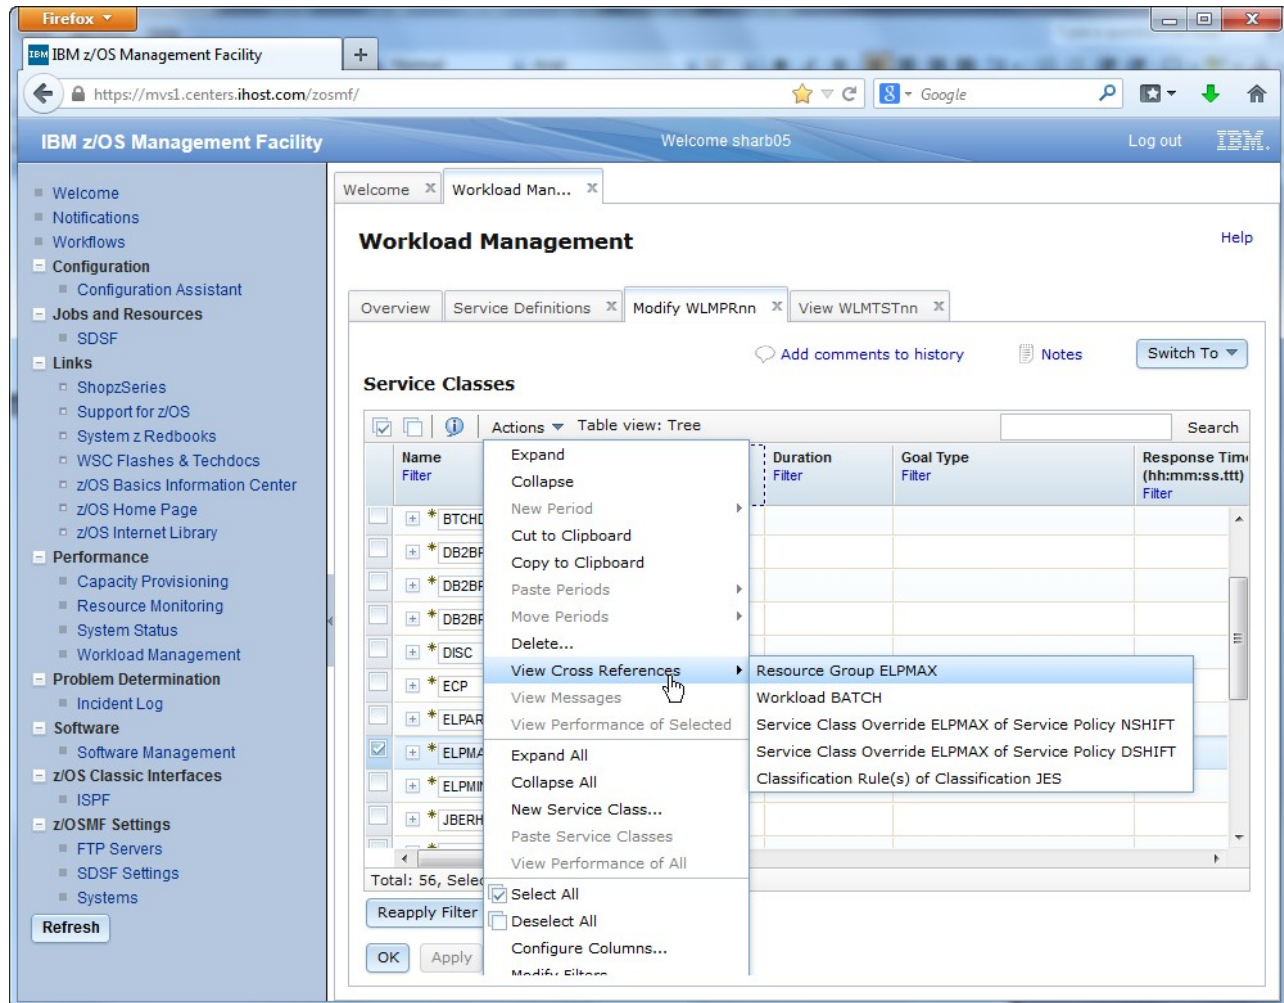 Firefox
IBM z/OS Management Facility
https://mvs1.centers.ihost.com/zosmf/
Google
IBM z/OS Management Facility
Welcome sharb05
Log out
IBM.
Welcome
Notifications
Workflows
Configuration
Configuration Assistant
Jobs and Resources
SDSF
Links
ShopzSeries
Support for z/OS
System z Redbooks
WSC Flashes & Techdocs
z/OS Basics Information Center
z/OS Home Page
z/OS Internet Library
Performance
Capacity Provisioning
Resource Monitoring
System Status
Workload Management
Problem Determination
Incident Log
Software
Software Management
z/OS Classic Interfaces
ISPF
z/OSMF Settings
FTP Servers
SDSF Settings
Systems
Refresh
Welcome
Workload Man...
Workload Management
Help
Overview
Service Definitions
Modify WLMPRnn
View WLMTSTnn
Add comments to history
Notes
Switch To
Service Classes
Actions
Table view: Tree
Search
Name
Filter
Duration
Filter
Goal Type
Filter
Response Time
(hh:mm:ss.ttt)
Filter
DISC
ECP
Expand
Collapse
New Period
Cut to Clipboard
Copy to Clipboard
Paste Periods
Move Periods
Delete...
View Cross References
View Messages
View Performance of Selected
Expand All
Collapse All
New Service Class...
Paste Service Classes
View Performance of All
Select All
Deselect All
Configure Columns...
Modify Filters
Resource Group ELPMAX
Workload BATCH
Service Class Override ELPMAX of Service Policy NSHIFT
Service Class Override ELPMAX of Service Policy DSHIFT
Classification Rule(s) of Classification JES
Total: 56,
Reapply Filter
OK
Apply